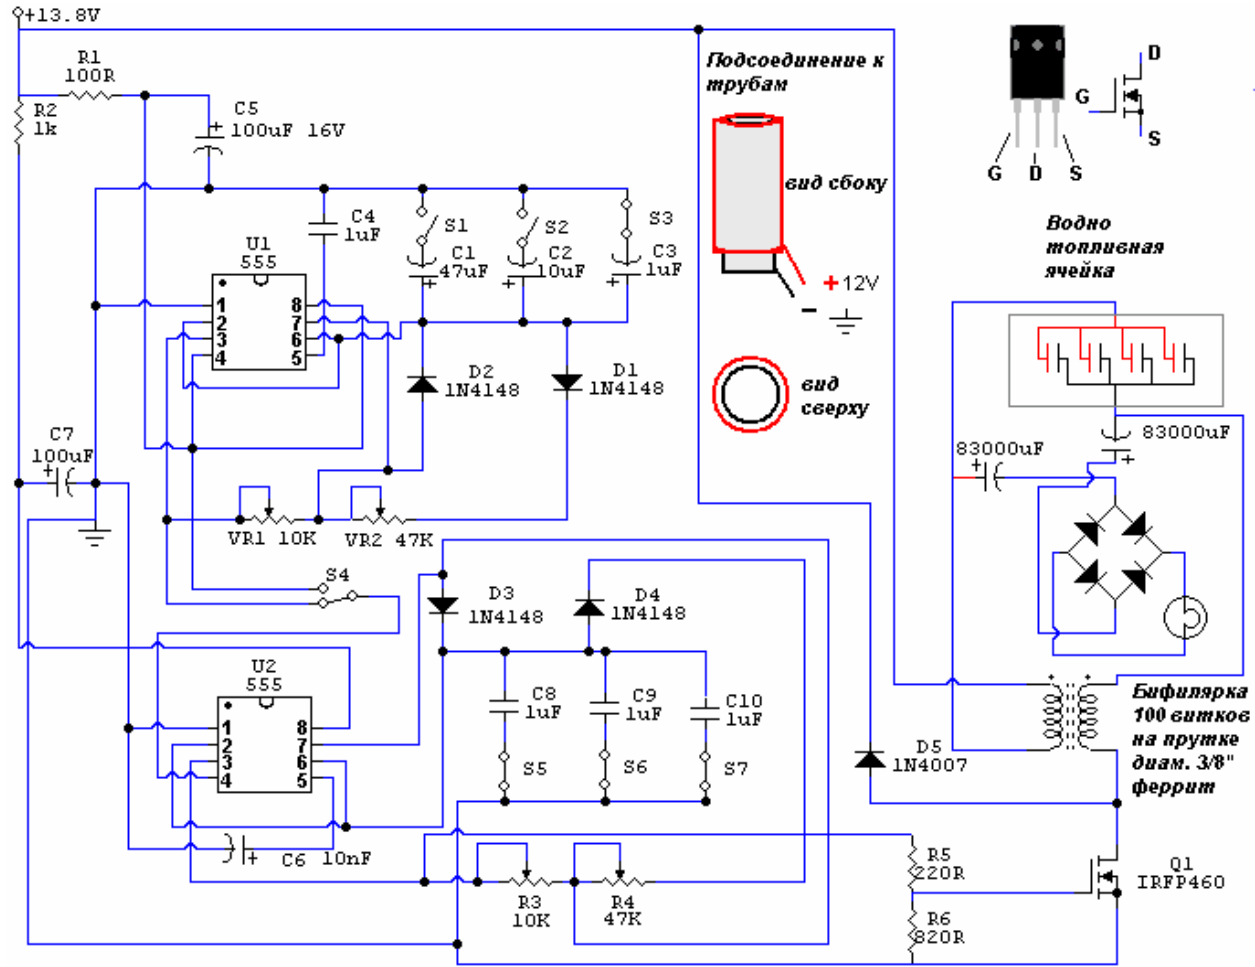 +13.8V
R1
100R
R2
1k
C5
100uF 16V
Подсоединение к
трубам
вид сбоку
+ 12V
−
вид
сверху
G
D
S
G D S
Водно
топливная
ячейка
83000uF
83000uF
C4
1uF
S1
C1
47uF
S2
C2
10uF
S3
C3
1uF
U1
555
1
2
3
4
8
7
6
5
D2
1N4148
D1
1N4148
C7
100uF
VR1 10K
VR2 47K
S4
D3
1N4148
D4
1N4148
U2
555
1
2
3
4
8
7
6
5
C8
1uF
C9
1uF
C10
1uF
S5
S6
S7
C6 10nF
D5
1N4007
Бифилярка
100 витков
на прутке
диам. 3/8"
феррит
R3
10K
R4
47K
R5
220R
R6
820R
Q1
IRFP460